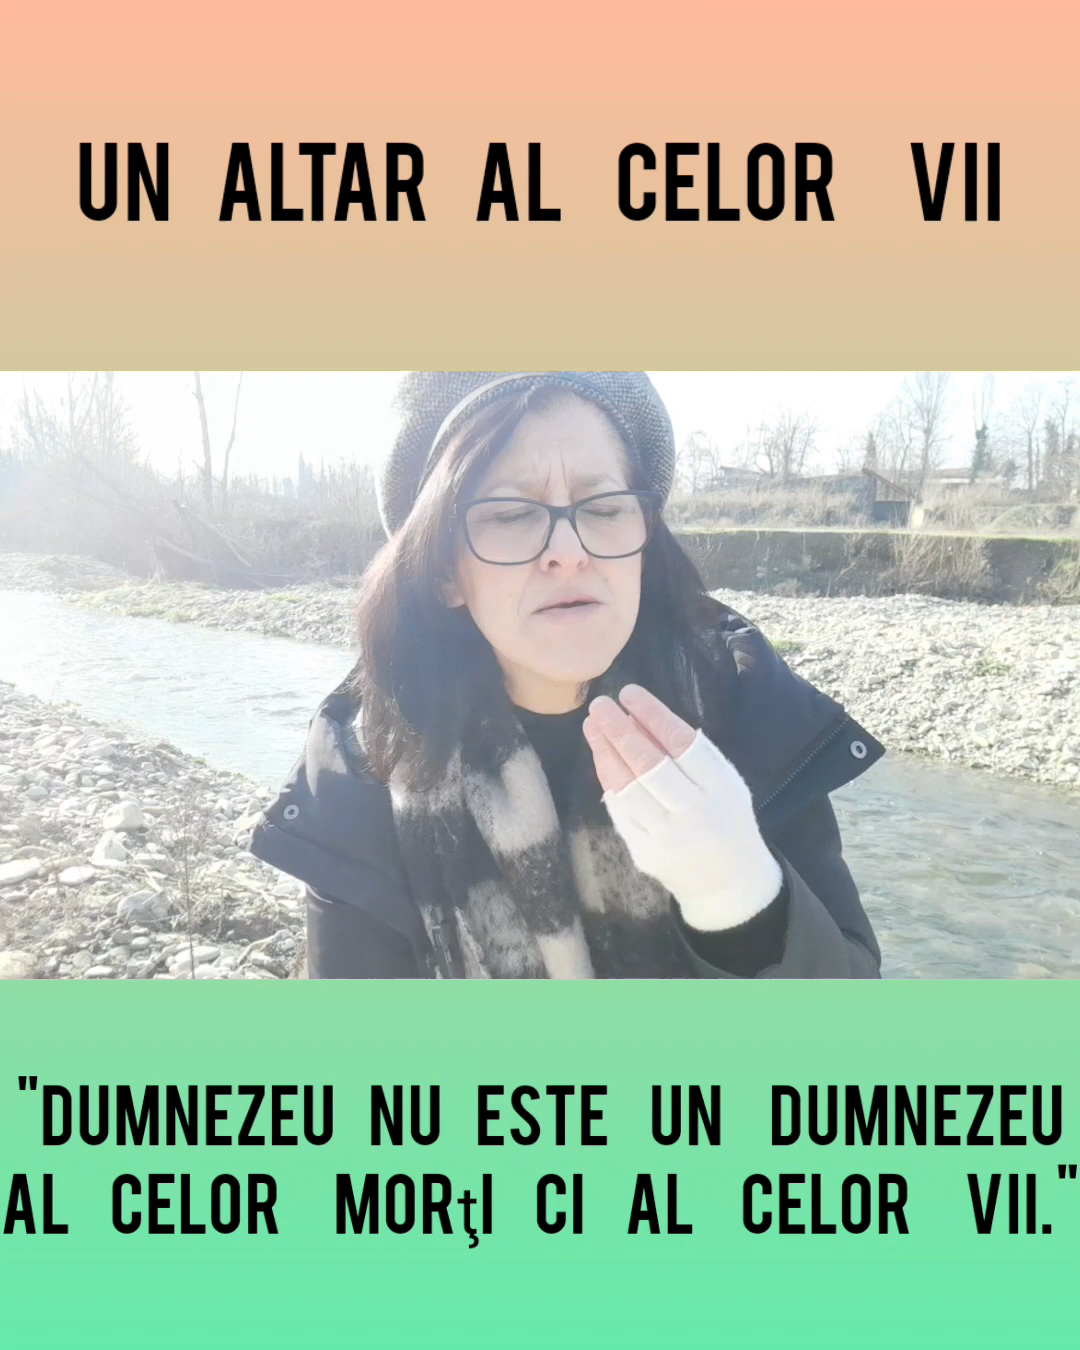 UN ALTAR AL CELOR VII
"DUMNEZEU NU ESTE UN DUMNEZEU
AL CELOR MORţI CI AL CELOR VII."